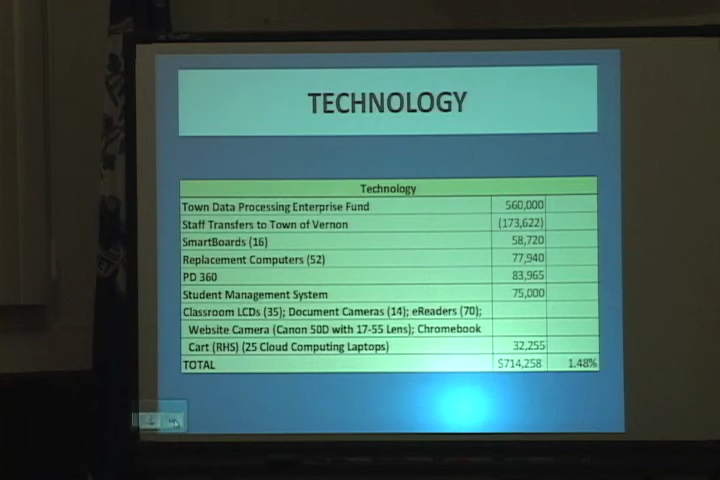 TECHNOLOGY
Technology
Town Data Processing Enterprise Fund 560,000
Staff Transfers to Town of Vernon (173,622)
SmartBoards (16) 58,720
Replacement Computers (52) 77,940
PD 360 83,965
Student Management System 75,000
Classroom LCDs (35); Document Cameras (14); eReaders (70);
Website Camera (Canon 50D with 17-55 Lens); Chromebook
Cart (RHS) (25 Cloud Computing Laptops) 32,255
TOTAL $714,258 1.48%